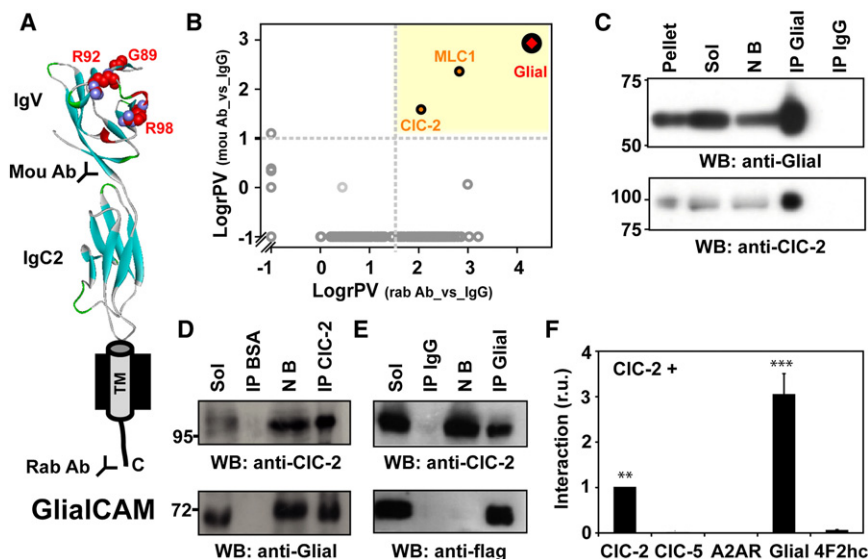 A
R92
G89
IgV
R98
Mou Ab
IgC2
TM
Rab Ab
C
GlialCAM
B
LogrPV (mou Ab_vs_IgG)
3
2
1
0
-1
MLC1
Glial
ClC-2
-1 0 1 2 3 4 5
LogrPV (rab Ab_vs_IgG)
C
Pellet
Sol
N B
IP Glial
IP IgG
75
50
WB: anti-Glial
100
75
WB: anti-ClC-2
D
Sol
IP BSA
N B
IP ClC-2
95
WB: anti-ClC-2
72
WB: anti-Glial
E
Sol
IP IgG
N B
IP Glial
WB: anti-ClC-2
WB: anti-flag
F
Interaction (r.u.)
4
3
2
1
0
ClC-2 +
**
***
ClC-2 ClC-5 A2AR Glial 4F2hc